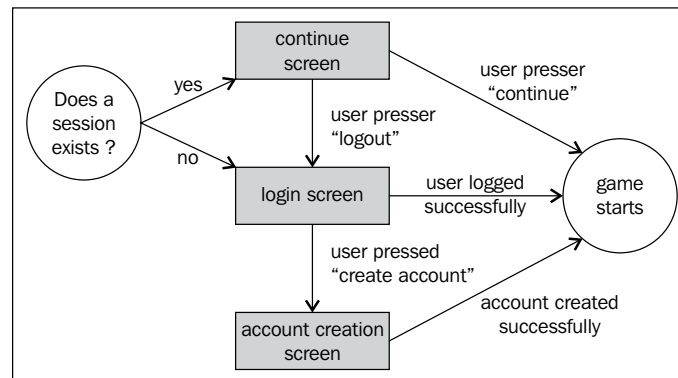 continue
screen
user presser
"continue"
yes
Does a
session
exists ?
user presser
"logout"
no
login screen
user logged
successfully
game
starts
user pressed
"create account"
account creation
screen
account created
successfully